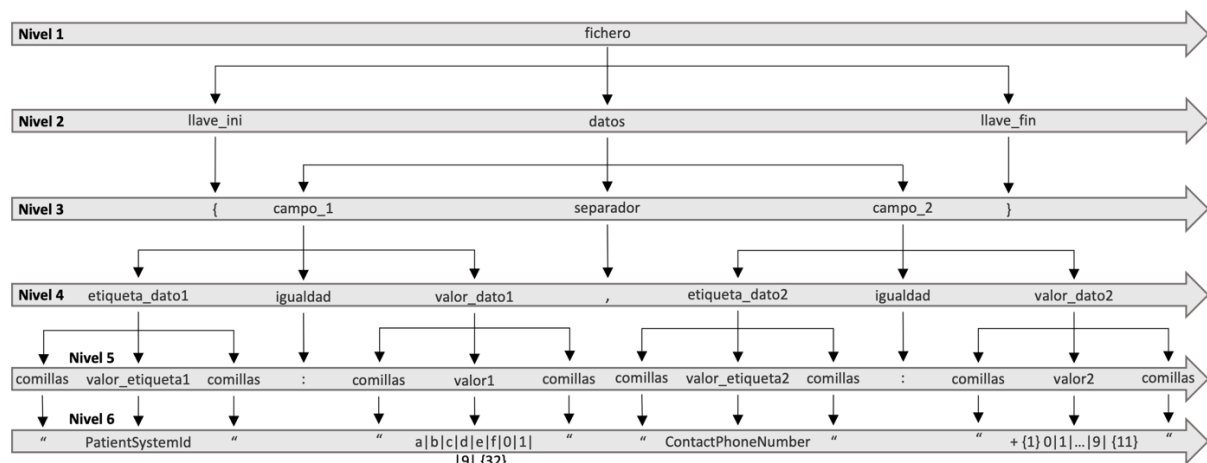 Nivel 1 fichero
Nivel 2 llave_ini datos llave_fin
Nivel 3 { campo_1 separador campo_2 }
Nivel 4 etiqueta_dato1 igualdad valor_dato1 , etiqueta_dato2 igualdad valor_dato2
Nivel 5
comillas valor_etiqueta1 comillas : comillas valor1 comillas comillas valor_etiqueta2 comillas : comillas valor2 comillas
Nivel 6
“ PatientSystemId “ “ a|b|c|d|e|f|0|1| “ “ ContactPhoneNumber “ “ + {1} 0|1|...|9| {11} “
|9| {32}